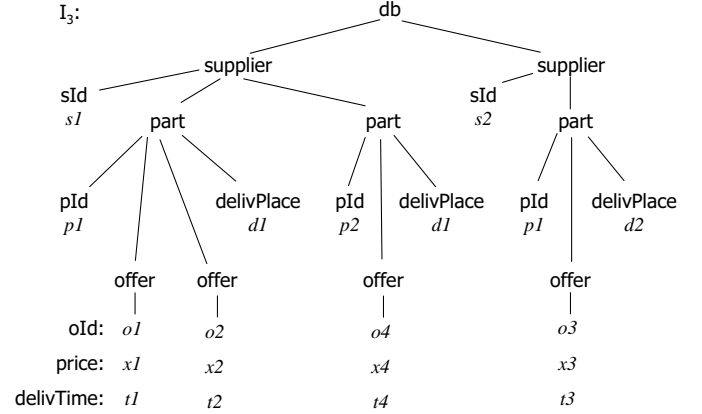 I₃: db
supplier supplier
sId sId
s1 part part s2 part
pId delivPlace pId delivPlace pId delivPlace
p1 d1 p2 d1 p1 d2
offer offer offer offer
oId: o1 o2 o4 o3
price: x1 x2 x4 x3
delivTime: t1 t2 t4 t3